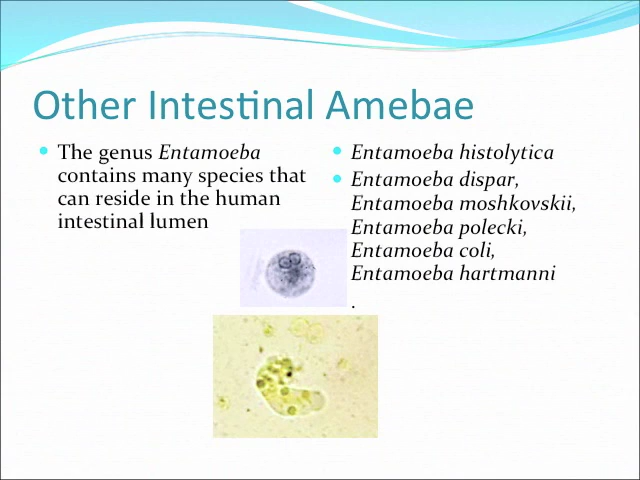 Other Intestinal Amebae
The genus Entamoeba
contains many species that
can reside in the human
intestinal lumen
Entamoeba histolytica
Entamoeba dispar,
Entamoeba moshkovskii,
Entamoeba polecki,
Entamoeba coli,
Entamoeba hartmanni
.